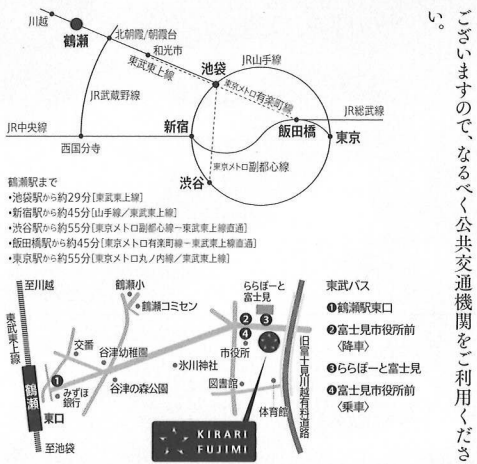 ございますので、なるべく公共交通機関をご利用くださ
い。
川越
鶴瀬
北朝霞/朝霞台
和光市
東武東上線
池袋
JR山手線
東京メトロ有楽町線
JR武蔵野線
JR総武線
JR中央線
新宿
飯田橋
東京
西国分寺
東京メトロ副都心線
渋谷
鶴瀬駅まで
•池袋駅から約29分[東武東上線]
•新宿駅から約45分[山手線/東武東上線]
•渋谷駅から約55分[東京メトロ副都心線ー東武東上線直通]
•飯田橋駅から約45分[東京メトロ有楽町線ー東武東上線直通]
•東京駅から約55分[東京メトロ丸ノ内線/東武東上線]
至川越
東武東上線
鶴瀬小
鶴瀬コミセン
ららぽーと
富士見
交番
谷津幼稚園
❷
❸
❹
市役所
氷川神社
旧富士見川越有料道路
鶴瀬
❶
みずほ
銀行
谷津の森公園
図書館
体育館
東口
至池袋
KIRARI
FUJIMI
東武バス
❶鶴瀬駅東口
❷富士見市役所前
〈降車〉
❸ららぽーと富士見
❹富士見市役所前
〈乗車〉